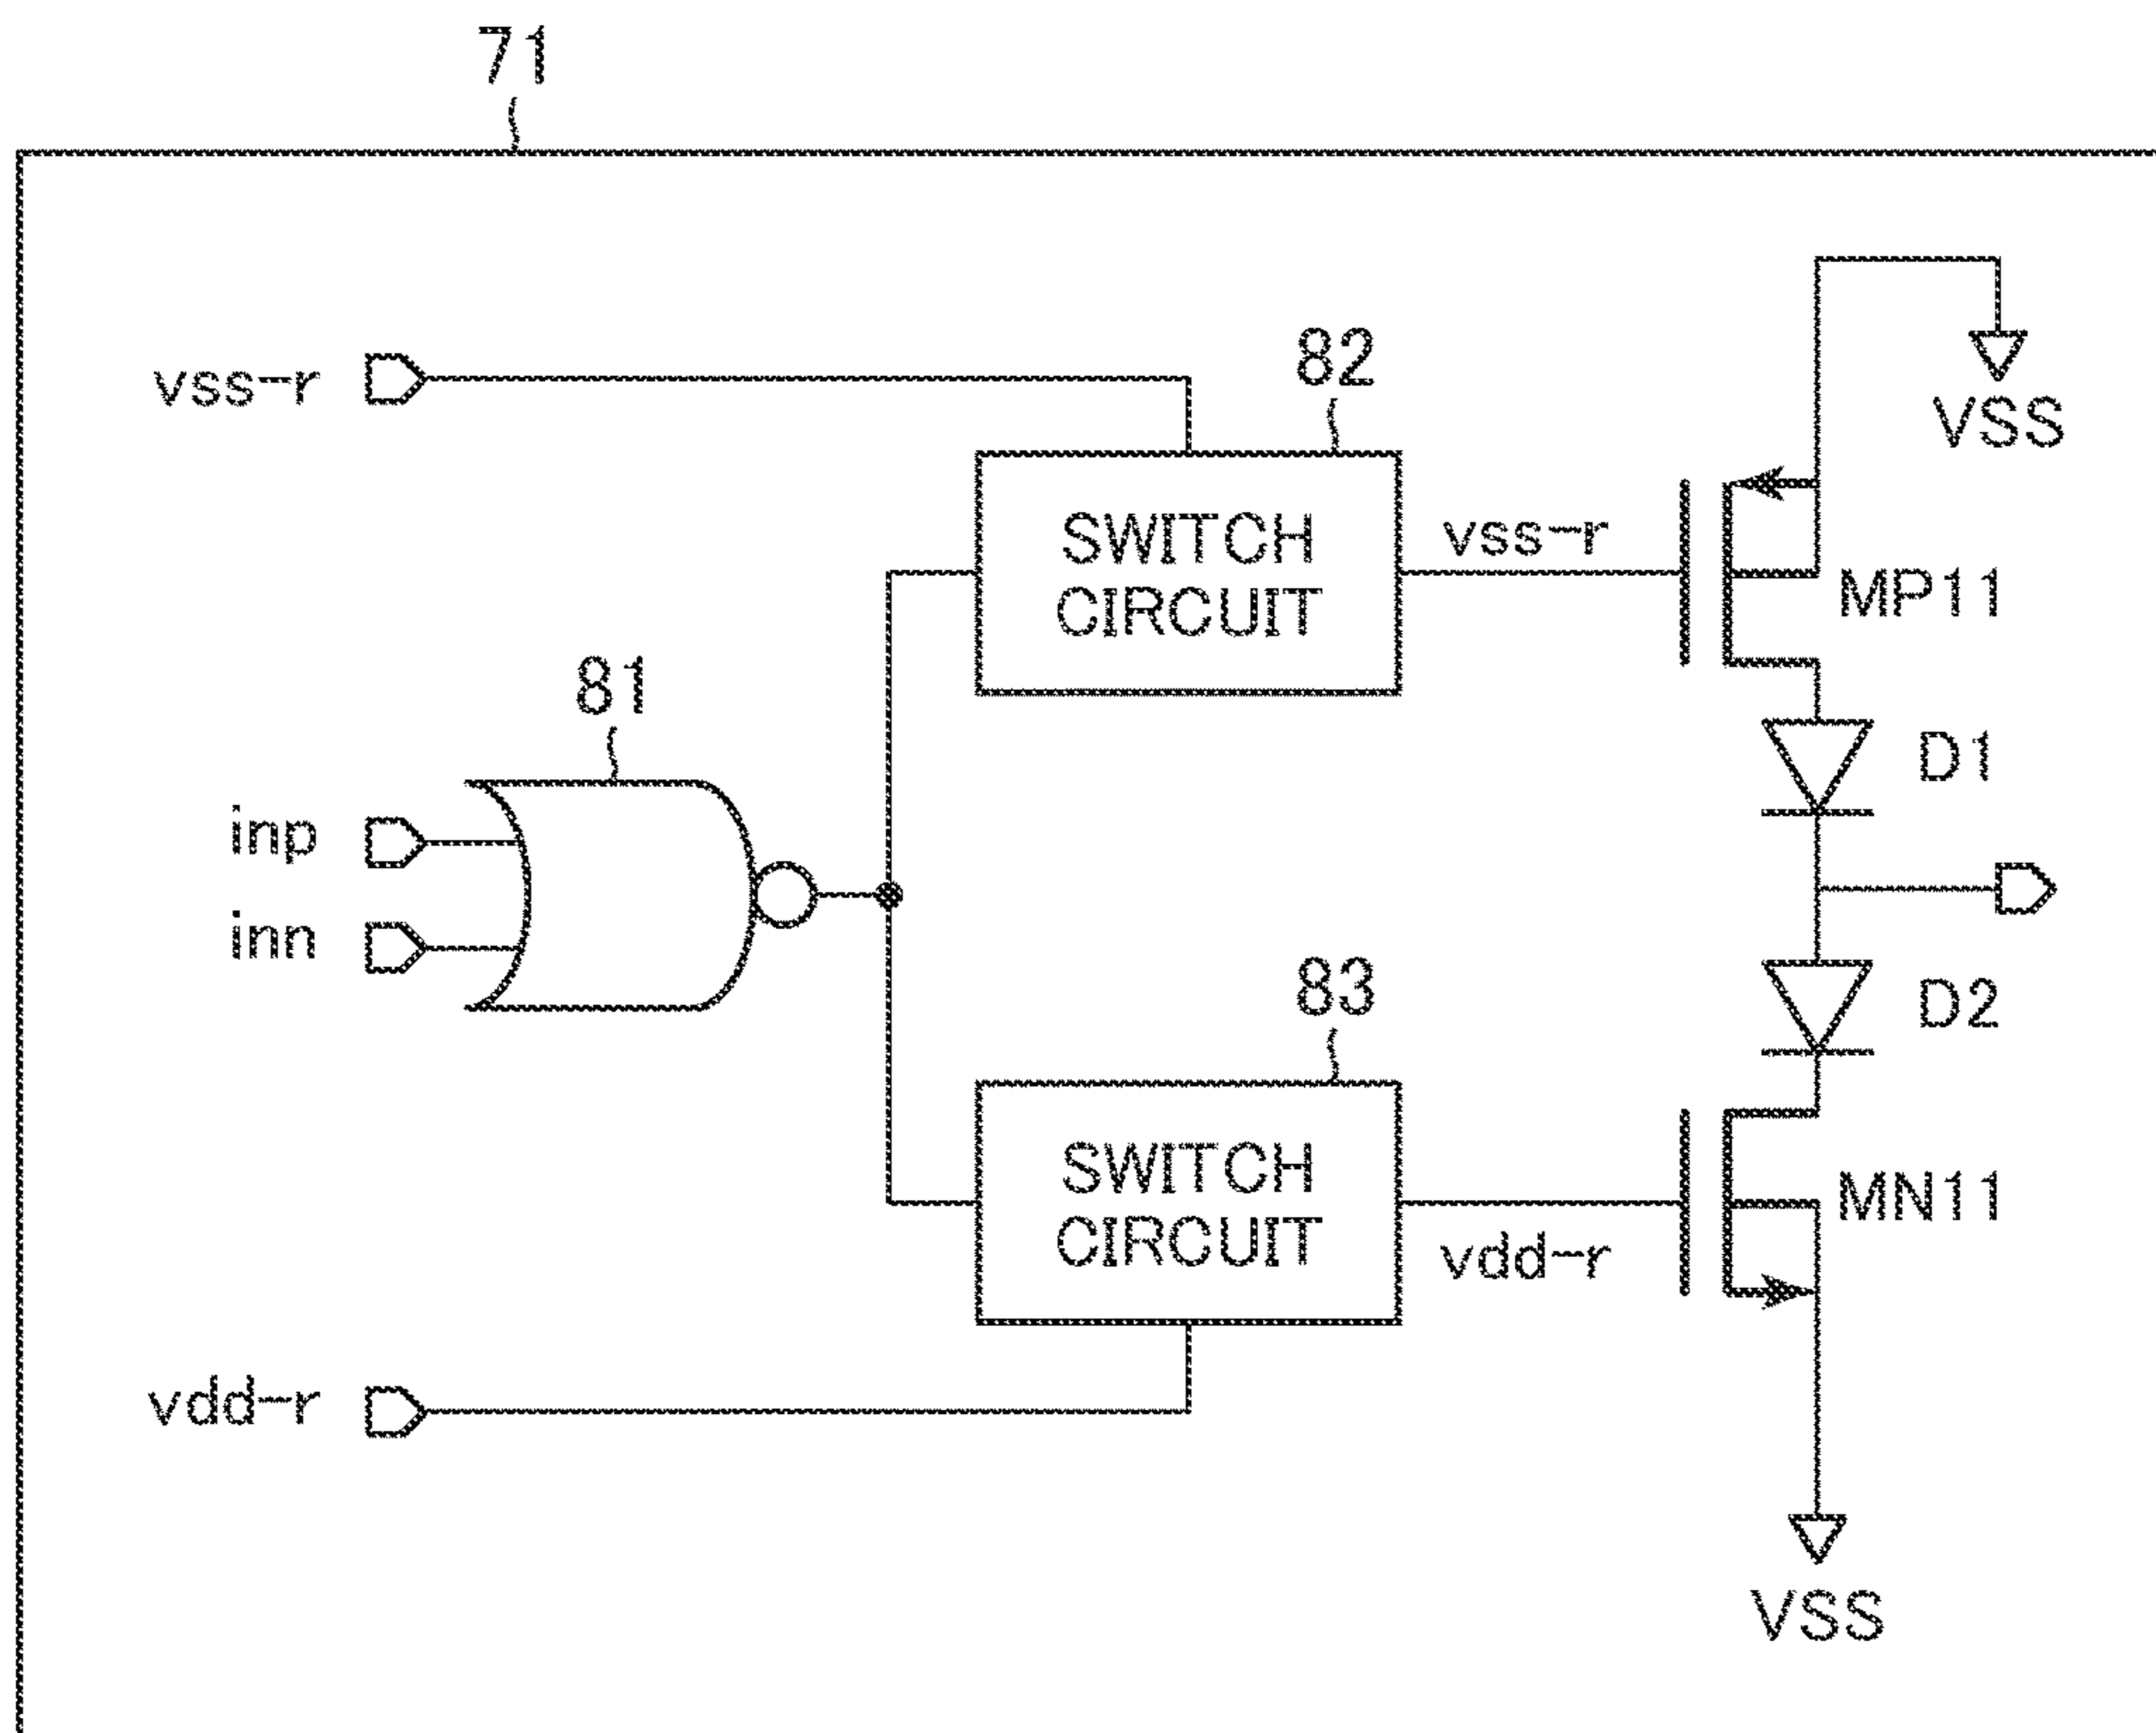 71
vss-r
82
VSS
SWITCH
CIRCUIT
vss-r
MP11
81
D1
inp
inn
83
D2
SWITCH
CIRCUIT
MN11
vdd-r
vdd-r
VSS